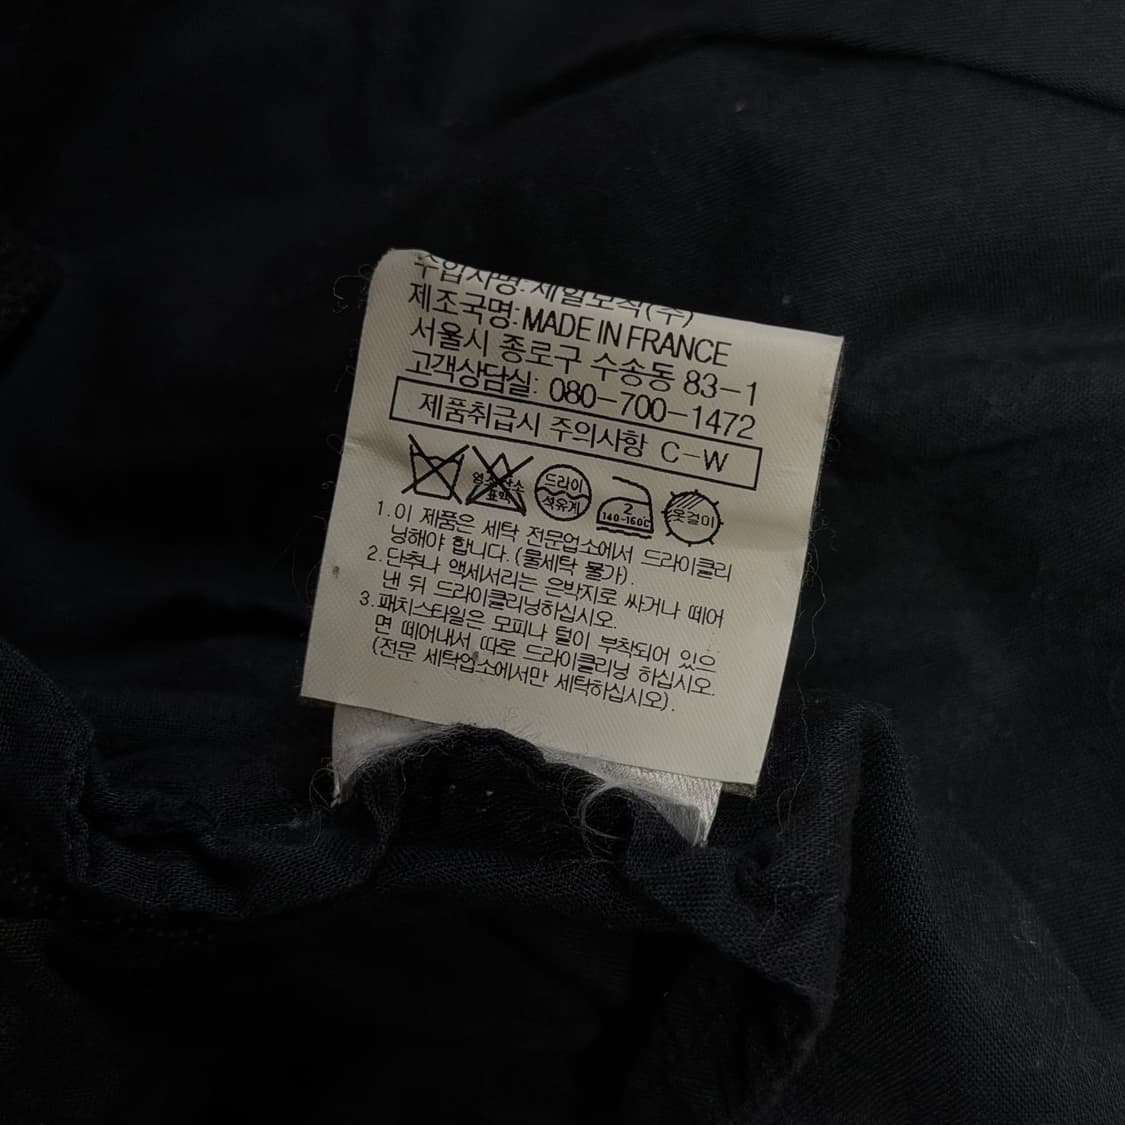 수입자명: 제일모직(주)
제조국명: MADE IN FRANCE
서울시 종로구 수송동 83-1
고객상담실: 080-700-1472
제품취급시 주의사항 C-W
염소산소 표백
드라이 석유계
2 140-160℃
옷걸이
1. 이 제품은 세탁 전문업소에서 드라이클리
닝해야 합니다. (물세탁 불가).
2. 단추나 액세서리는 은박지로 싸거나 떼어
낸 뒤 드라이클리닝하십시오.
3. 패치스타일은 모피나 털이 부착되어 있으
면 떼어내서 따로 드라이클리닝 하십시오.
(전문 세탁업소에서만 세탁하십시오).